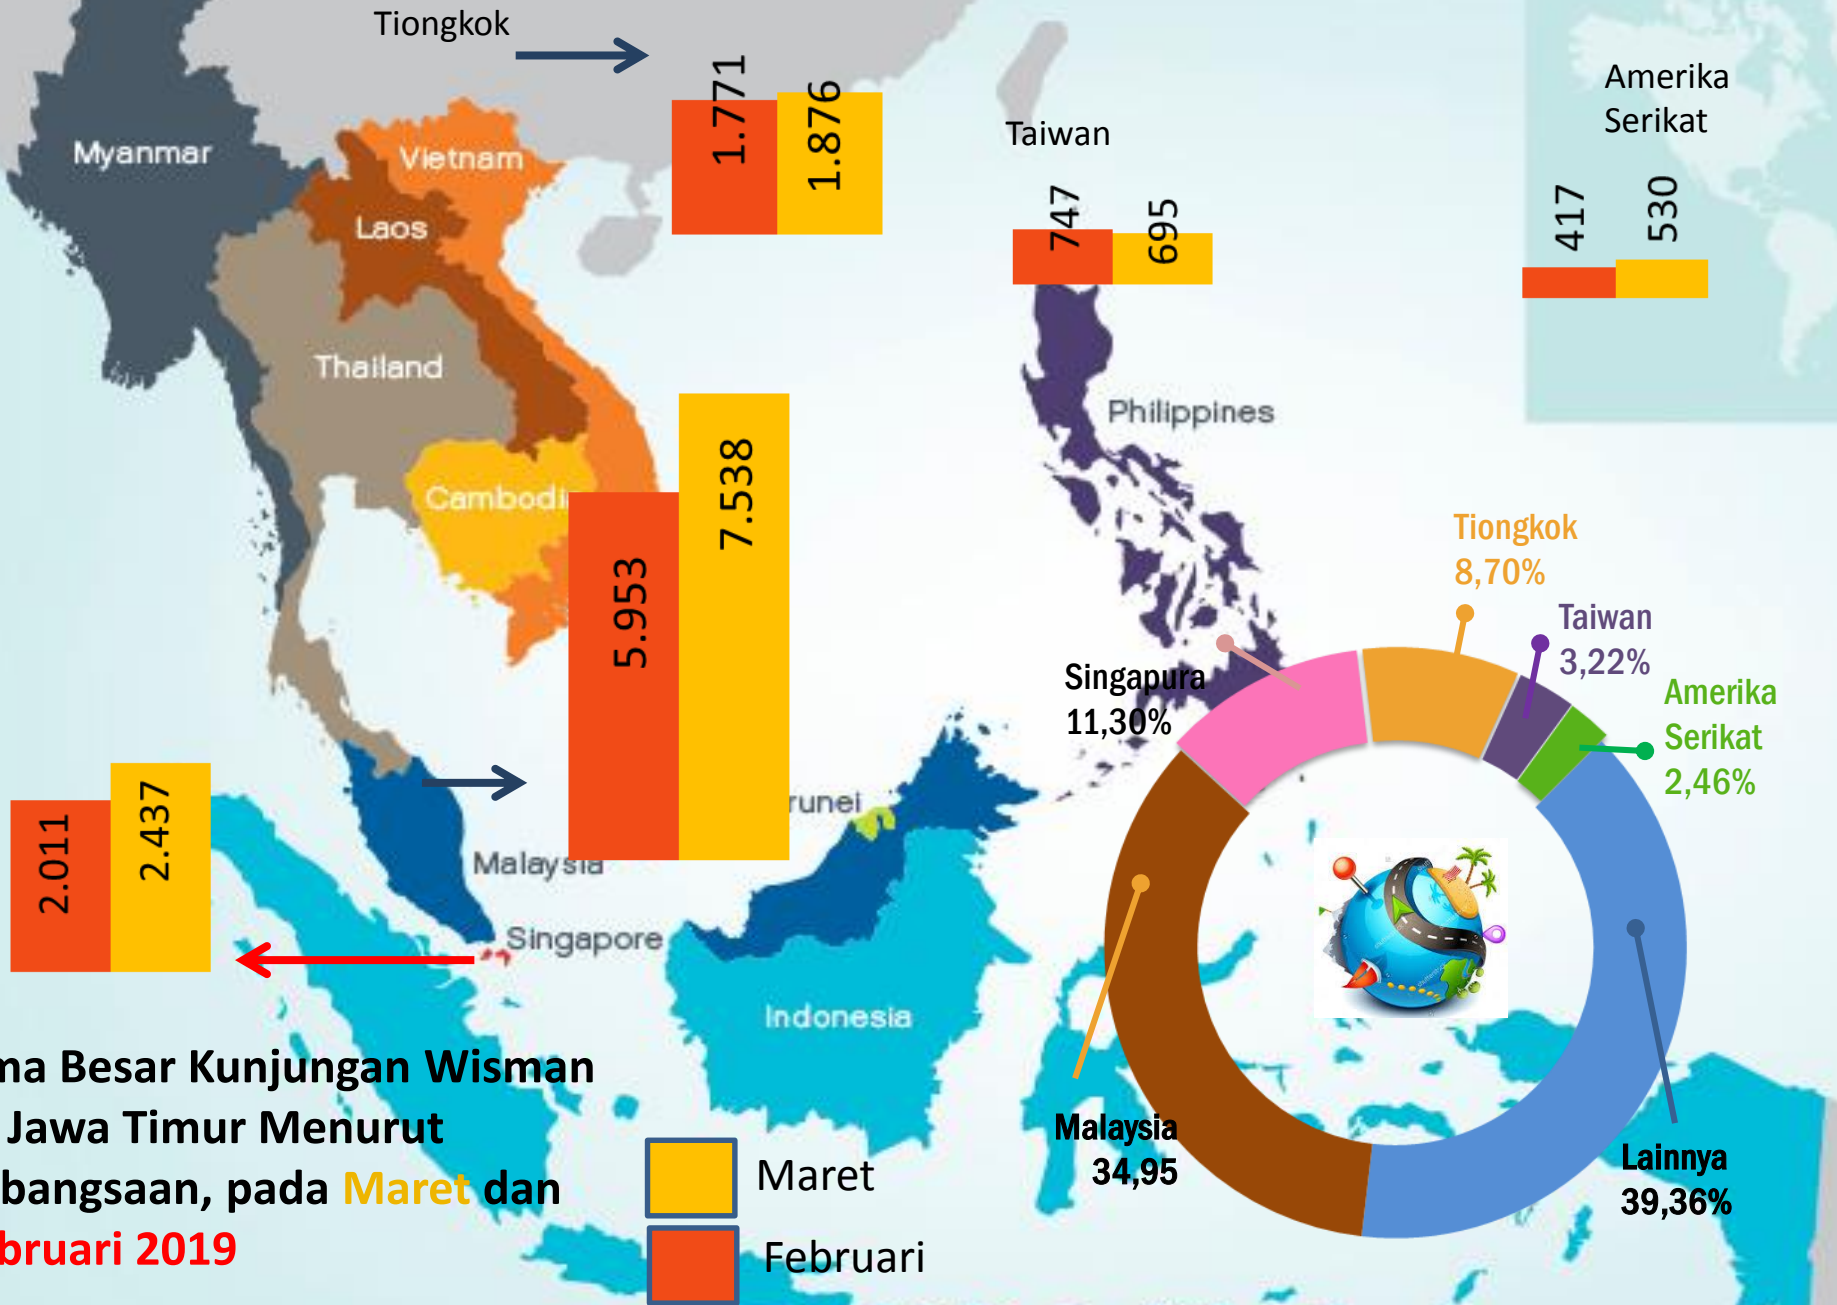 Tiongkok
1.771
1.876
Taiwan
747
695
Amerika
Serikat
417
530
Myanmar
Vietnam
Laos
Thailand
Cambodi
Philippines
5.953
7.538
2.011
2.437
Malaysia
runei
Singapore
Indonesia
Tiongkok
8,70%
Taiwan
3,22%
Amerika
Serikat
2,46%
Singapura
11,30%
Malaysia
34,95
Lainnya
39,36%
ma Besar Kunjungan Wisman
Jawa Timur Menurut
bangsaan, pada Maret dan
bruari 2019
Maret
Februari